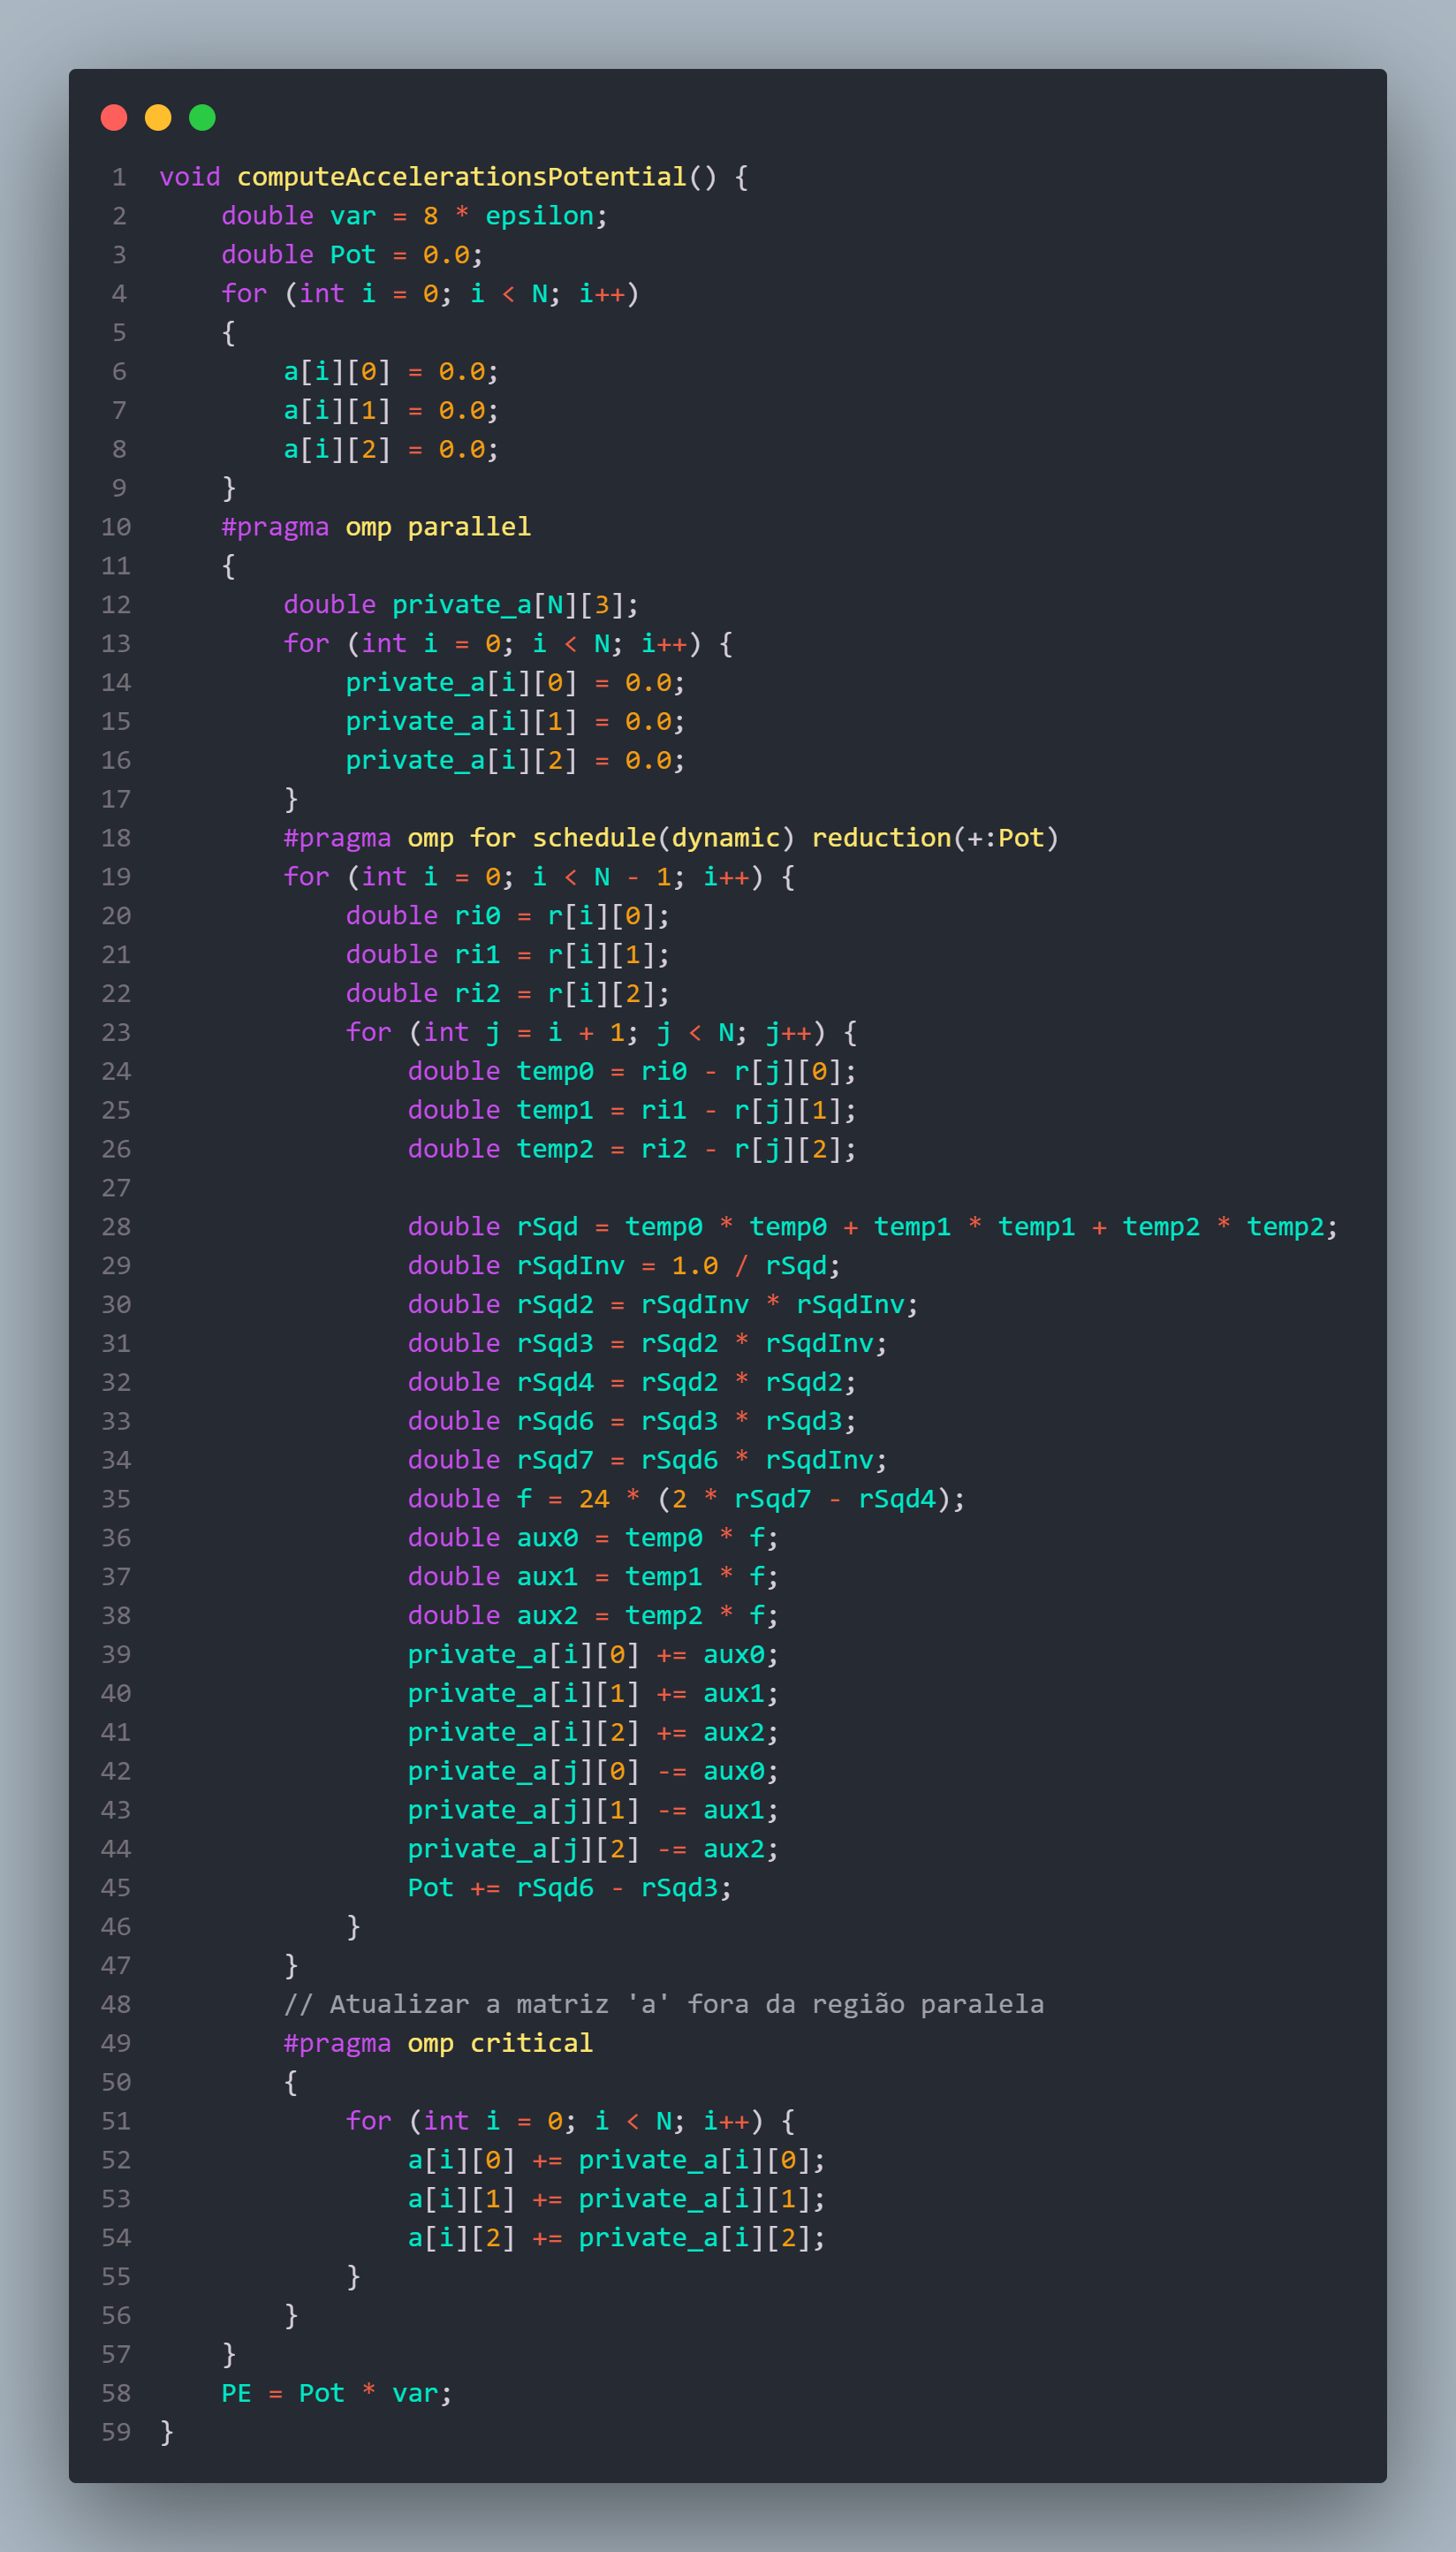 1 void computeAccelerationsPotential() {
2     double var = 8 * epsilon;
3     double Pot = 0.0;
4     for (int i = 0; i < N; i++)
5     {
6         a[i][0] = 0.0;
7         a[i][1] = 0.0;
8         a[i][2] = 0.0;
9     }
10     #pragma omp parallel
11     {
12         double private_a[N][3];
13         for (int i = 0; i < N; i++) {
14             private_a[i][0] = 0.0;
15             private_a[i][1] = 0.0;
16             private_a[i][2] = 0.0;
17         }
18         #pragma omp for schedule(dynamic) reduction(+:Pot)
19         for (int i = 0; i < N - 1; i++) {
20             double ri0 = r[i][0];
21             double ri1 = r[i][1];
22             double ri2 = r[i][2];
23             for (int j = i + 1; j < N; j++) {
24                 double temp0 = ri0 - r[j][0];
25                 double temp1 = ri1 - r[j][1];
26                 double temp2 = ri2 - r[j][2];
27
28                 double rSqd = temp0 * temp0 + temp1 * temp1 + temp2 * temp2;
29                 double rSqdInv = 1.0 / rSqd;
30                 double rSqd2 = rSqdInv * rSqdInv;
31                 double rSqd3 = rSqd2 * rSqdInv;
32                 double rSqd4 = rSqd2 * rSqd2;
33                 double rSqd6 = rSqd3 * rSqd3;
34                 double rSqd7 = rSqd6 * rSqdInv;
35                 double f = 24 * (2 * rSqd7 - rSqd4);
36                 double aux0 = temp0 * f;
37                 double aux1 = temp1 * f;
38                 double aux2 = temp2 * f;
39                 private_a[i][0] += aux0;
40                 private_a[i][1] += aux1;
41                 private_a[i][2] += aux2;
42                 private_a[j][0] -= aux0;
43                 private_a[j][1] -= aux1;
44                 private_a[j][2] -= aux2;
45                 Pot += rSqd6 - rSqd3;
46             }
47         }
48         // Atualizar a matriz 'a' fora da região paralela
49         #pragma omp critical
50         {
51             for (int i = 0; i < N; i++) {
52                 a[i][0] += private_a[i][0];
53                 a[i][1] += private_a[i][1];
54                 a[i][2] += private_a[i][2];
55             }
56         }
57     }
58     PE = Pot * var;
59 }